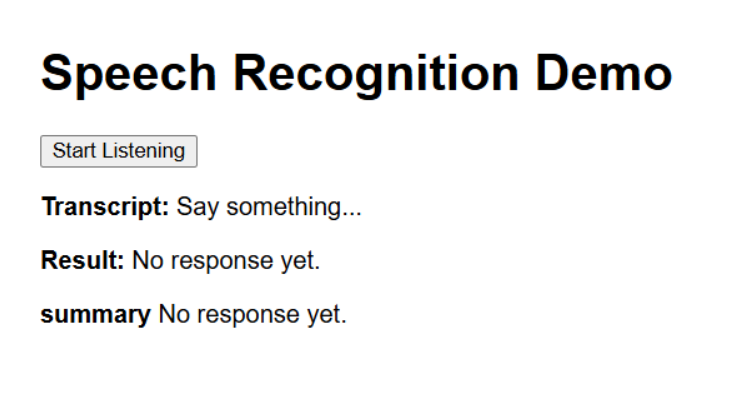 Speech Recognition Demo
Start Listening
Transcript: Say something...
Result: No response yet.
summary No response yet.